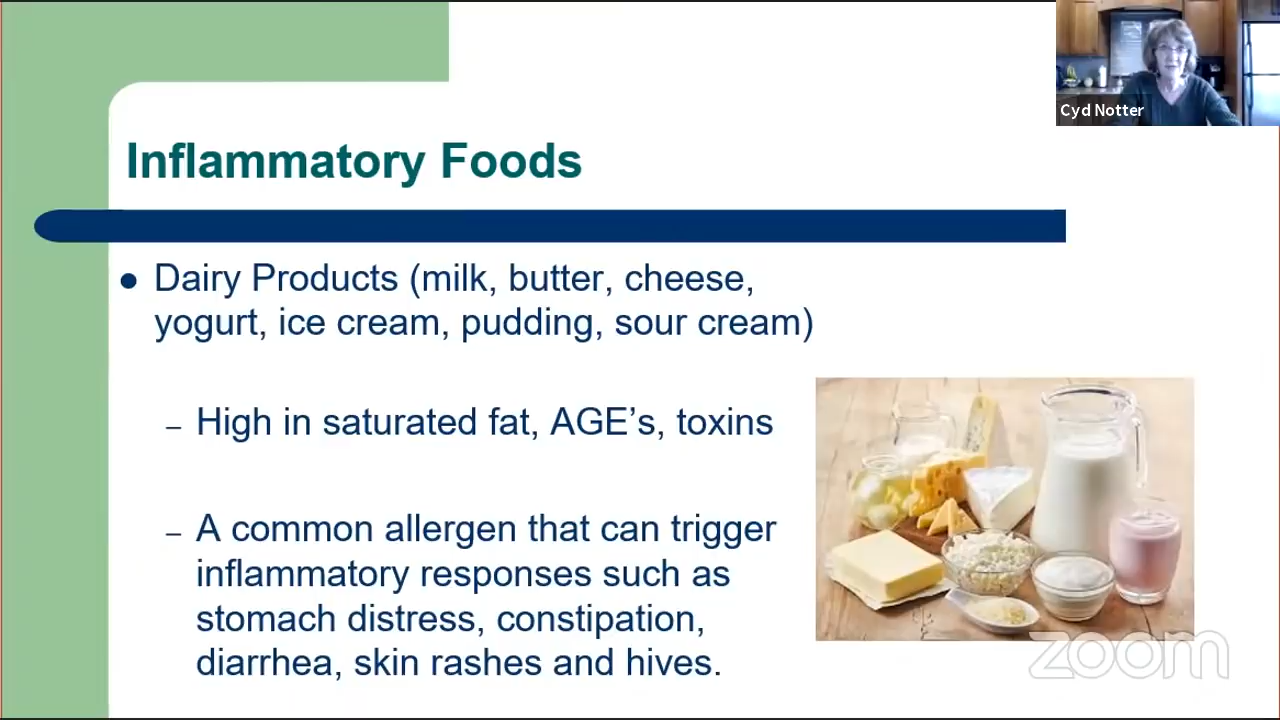 Cyd Notter
Inflammatory Foods
Dairy Products (milk, butter, cheese,
yogurt, ice cream, pudding, sour cream)
– High in saturated fat, AGE’s, toxins
– A common allergen that can trigger
inflammatory responses such as
stomach distress, constipation,
diarrhea, skin rashes and hives.
zoom